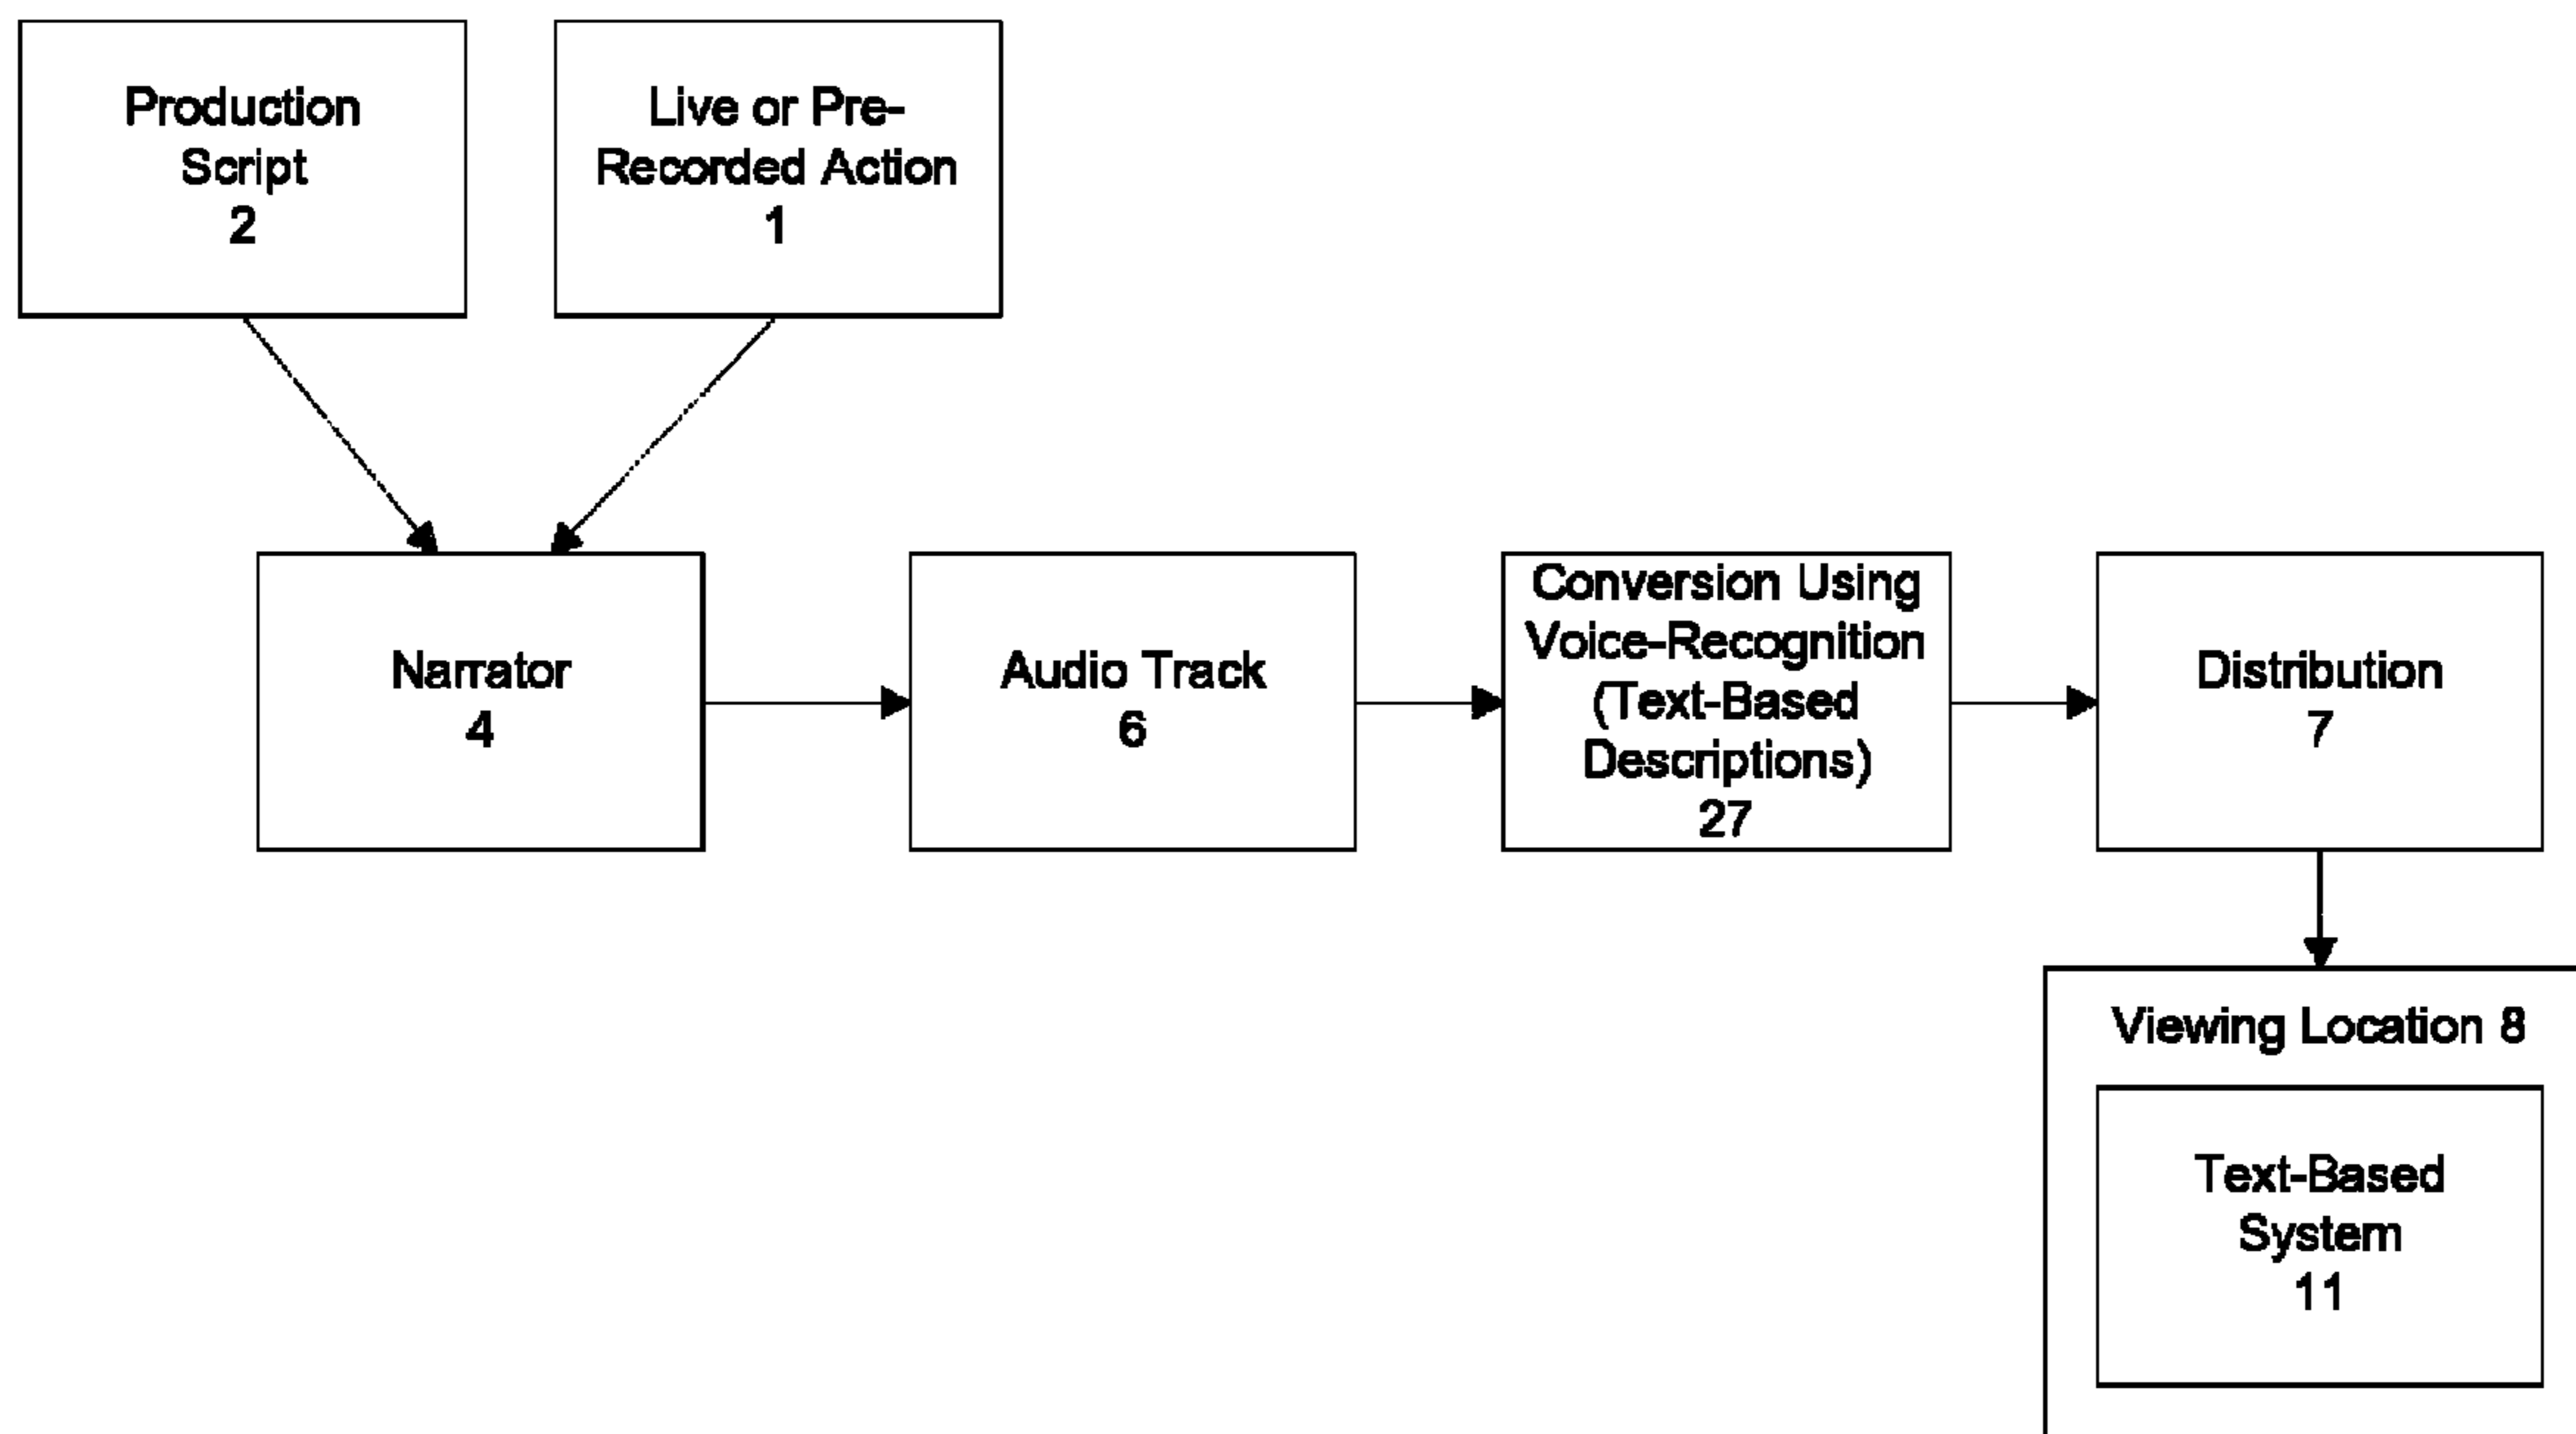 Production
Script
2
Live or Pre-
Recorded Action
1
Narrator
4
Audio Track
6
Conversion Using
Voice-Recognition
(Text-Based
Descriptions)
27
Distribution
7
Viewing Location 8
Text-Based
System
11